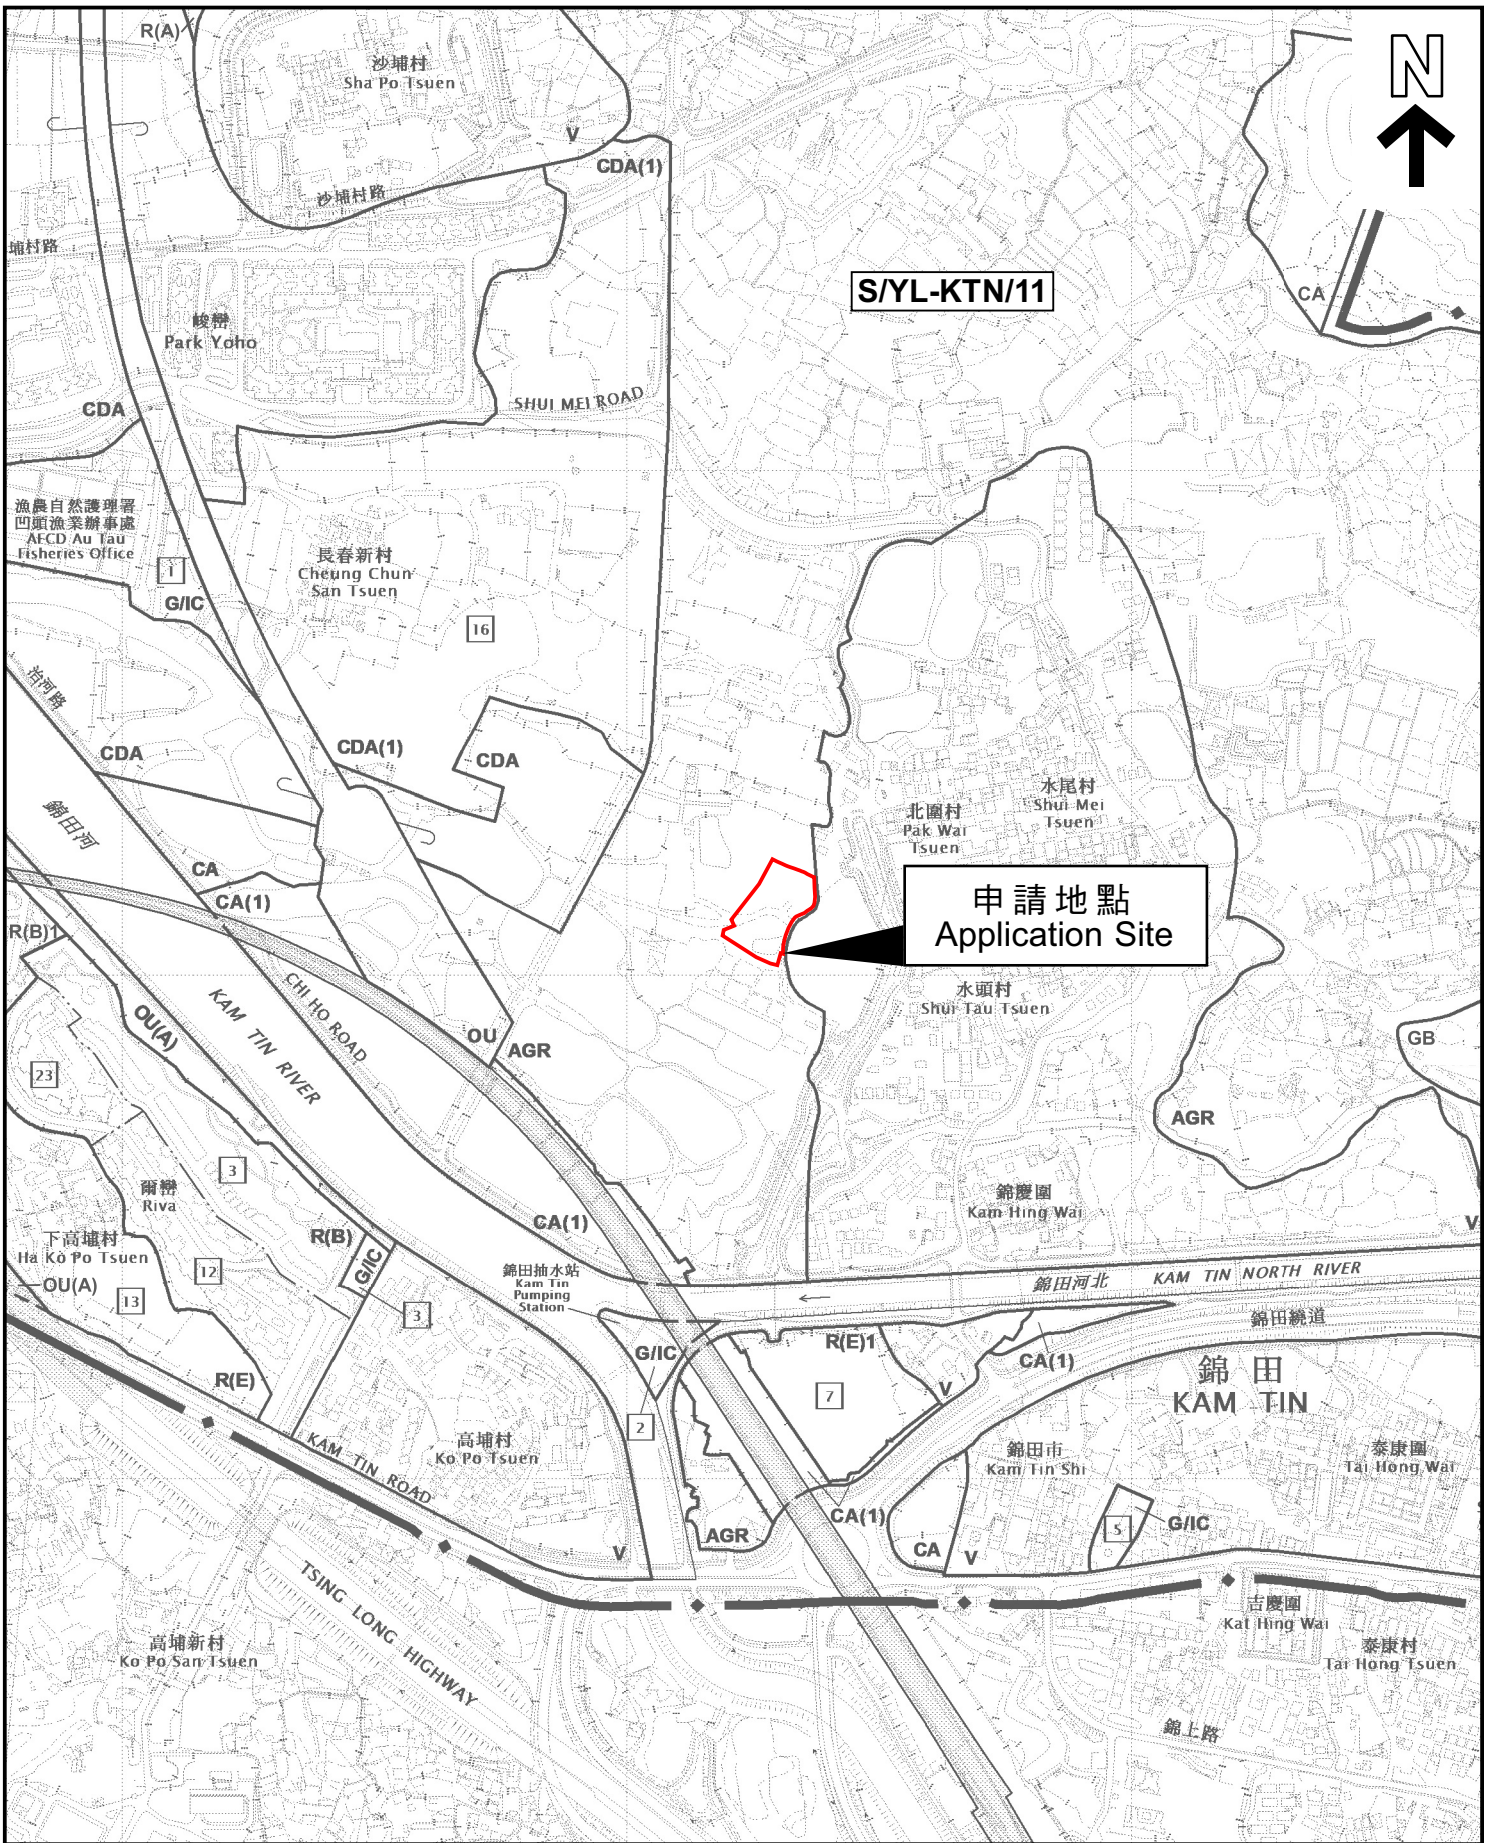 R(A)
沙埔村
Sha Po Tsuen
N
V
CDA(1)
沙埔村路
埔村路
S/YL-KTN/11
CA
峻巒
Park Yoho
SHUI MEI ROAD
CDA
漁農自然護理署
凹頭漁業辦事處
AFCD Au Tau
Fisheries Office
1
G/IC
長春新村
Cheung Chun
San Tsuen
16
治河路
CDA
CDA(1)
CDA
錦田河
水尾村
Shui Mei
Tsuen
北圍村
Pak Wai
Tsuen
CA
CA(1)
申請地點
Application Site
R(B)1
水頭村
Shui Tau Tsuen
CHI HO ROAD
KAM TIN RIVER
OU(A)
OU
AGR
GB
23
AGR
3
爾巒
Riva
錦慶圍
Kam Hing Wai
CA(1)
V
R(B)
下高埔村
Ha Ko Po Tsuen
G/IC
12
OU(A)
13
錦田抽水站
Kam Tin
Pumping
Station
錦田河北
KAM TIN NORTH RIVER
3
錦田繞道
R(E)1
G/IC
CA(1)
錦田
KAM TIN
R(E)
7
V
2
KAM TIN ROAD
高埔村
Ko Po Tsuen
錦田市
Kam Tin Shi
泰康圍
Tai Hong Wai
CA(1)
5
G/IC
AGR
V
CA
V
TSING LONG HIGHWAY
吉慶圍
Kat Hing Wai
高埔新村
Ko Po San Tsuen
泰康村
Tai Hong Tsuen
錦上路